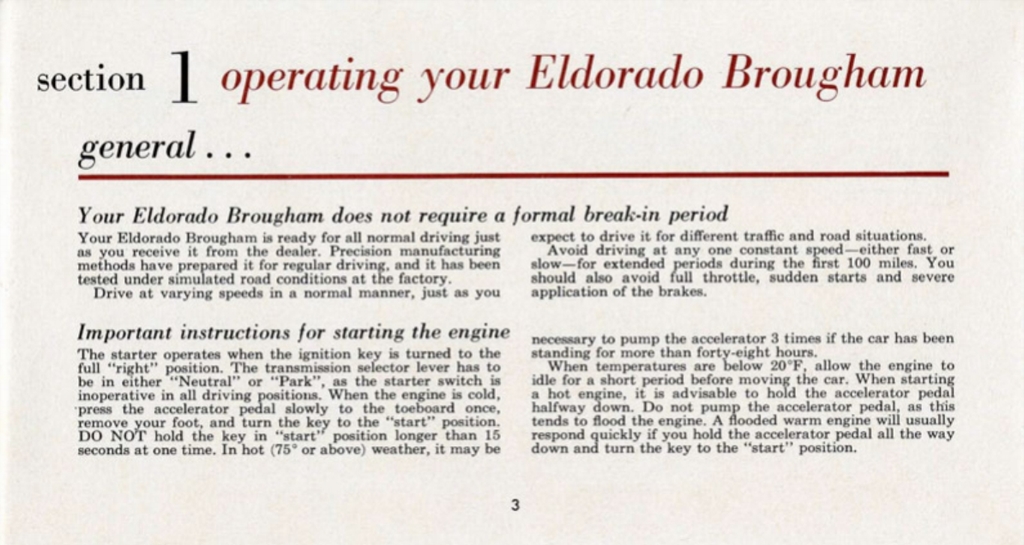 section 1 operating your Eldorado Brougham
general . . .
Your Eldorado Brougham does not require a formal break-in period
Your Eldorado Brougham is ready for all normal driving just
as you receive it from the dealer. Precision manufacturing
methods have prepared it for regular driving, and it has been
tested under simulated road conditions at the factory.
Drive at varying speeds in a normal manner, just as you
expect to drive it for different traffic and road situations.
Avoid driving at any one constant speed—either fast or
slow—for extended periods during the first 100 miles. You
should also avoid full throttle, sudden starts and severe
application of the brakes.
Important instructions for starting the engine
The starter operates when the ignition key is turned to the
full "right" position. The transmission selector lever has to
be in either "Neutral" or "Park", as the starter switch is
inoperative in all driving positions. When the engine is cold,
press the accelerator pedal slowly to the toeboard once,
remove your foot, and turn the key to the "start" position.
DO NOT hold the key in "start" position longer than 15
seconds at one time. In hot (75° or above) weather, it may be
necessary to pump the accelerator 3 times if the car has been
standing for more than forty-eight hours.
When temperatures are below 20°F, allow the engine to
idle for a short period before moving the car. When starting
a hot engine, it is advisable to hold the accelerator pedal
halfway down. Do not pump the accelerator pedal, as this
tends to flood the engine. A flooded warm engine will usually
respond quickly if you hold the accelerator pedal all the way
down and turn the key to the "start" position.
3